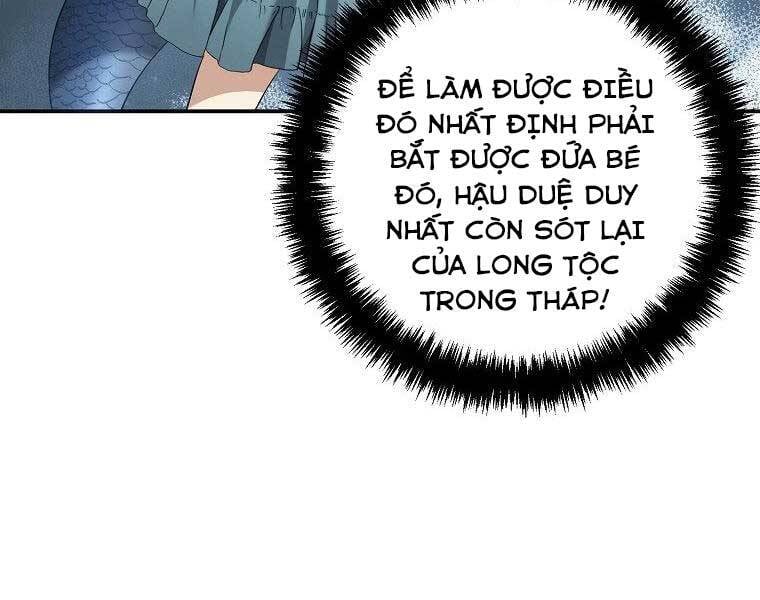 ĐỂ LÀM ĐƯỢC ĐIỀU
ĐÓ NHẤT ĐỊNH PHẢI
BẮT ĐƯỢC ĐỨA BÉ
ĐÓ, HẬU DUỆ DUY
NHẤT CÒN SÓT LẠI
CỦA LONG TỘC
TRONG THÁP!